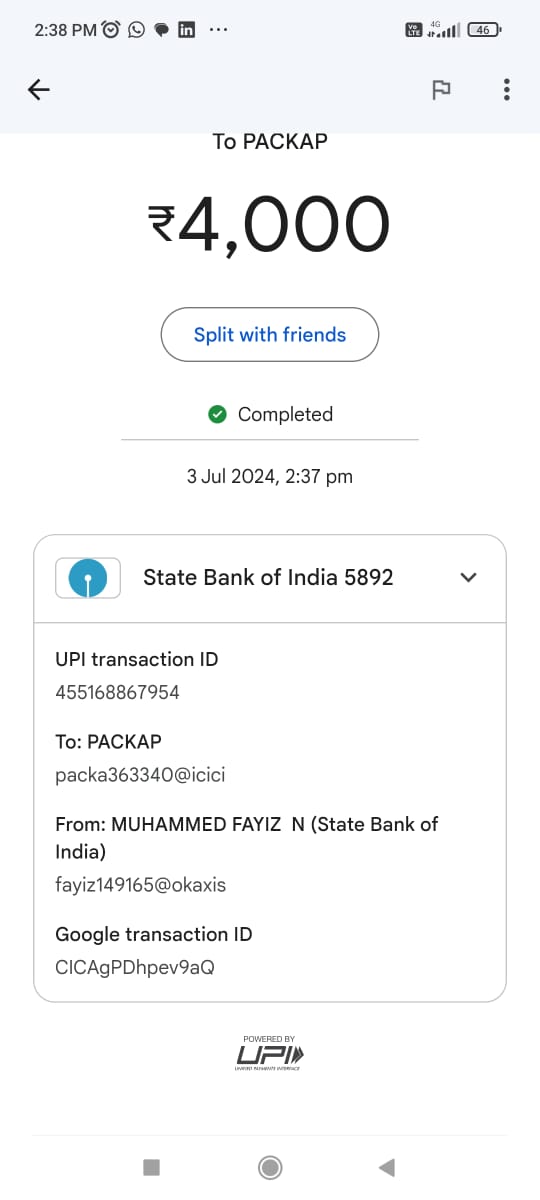 2:38 PM
Vo LTE 4G 46
To PACKAP
₹4,000
Split with friends
Completed
3 Jul 2024, 2:37 pm
State Bank of India 5892
UPI transaction ID
455168867954
To: PACKAP
packa363340@icici
From: MUHAMMED FAYIZ N (State Bank of
India)
fayiz149165@okaxis
Google transaction ID
CICAgPDhpev9aQ
POWERED BY
UPI
UNIFIED PAYMENTS INTERFACE